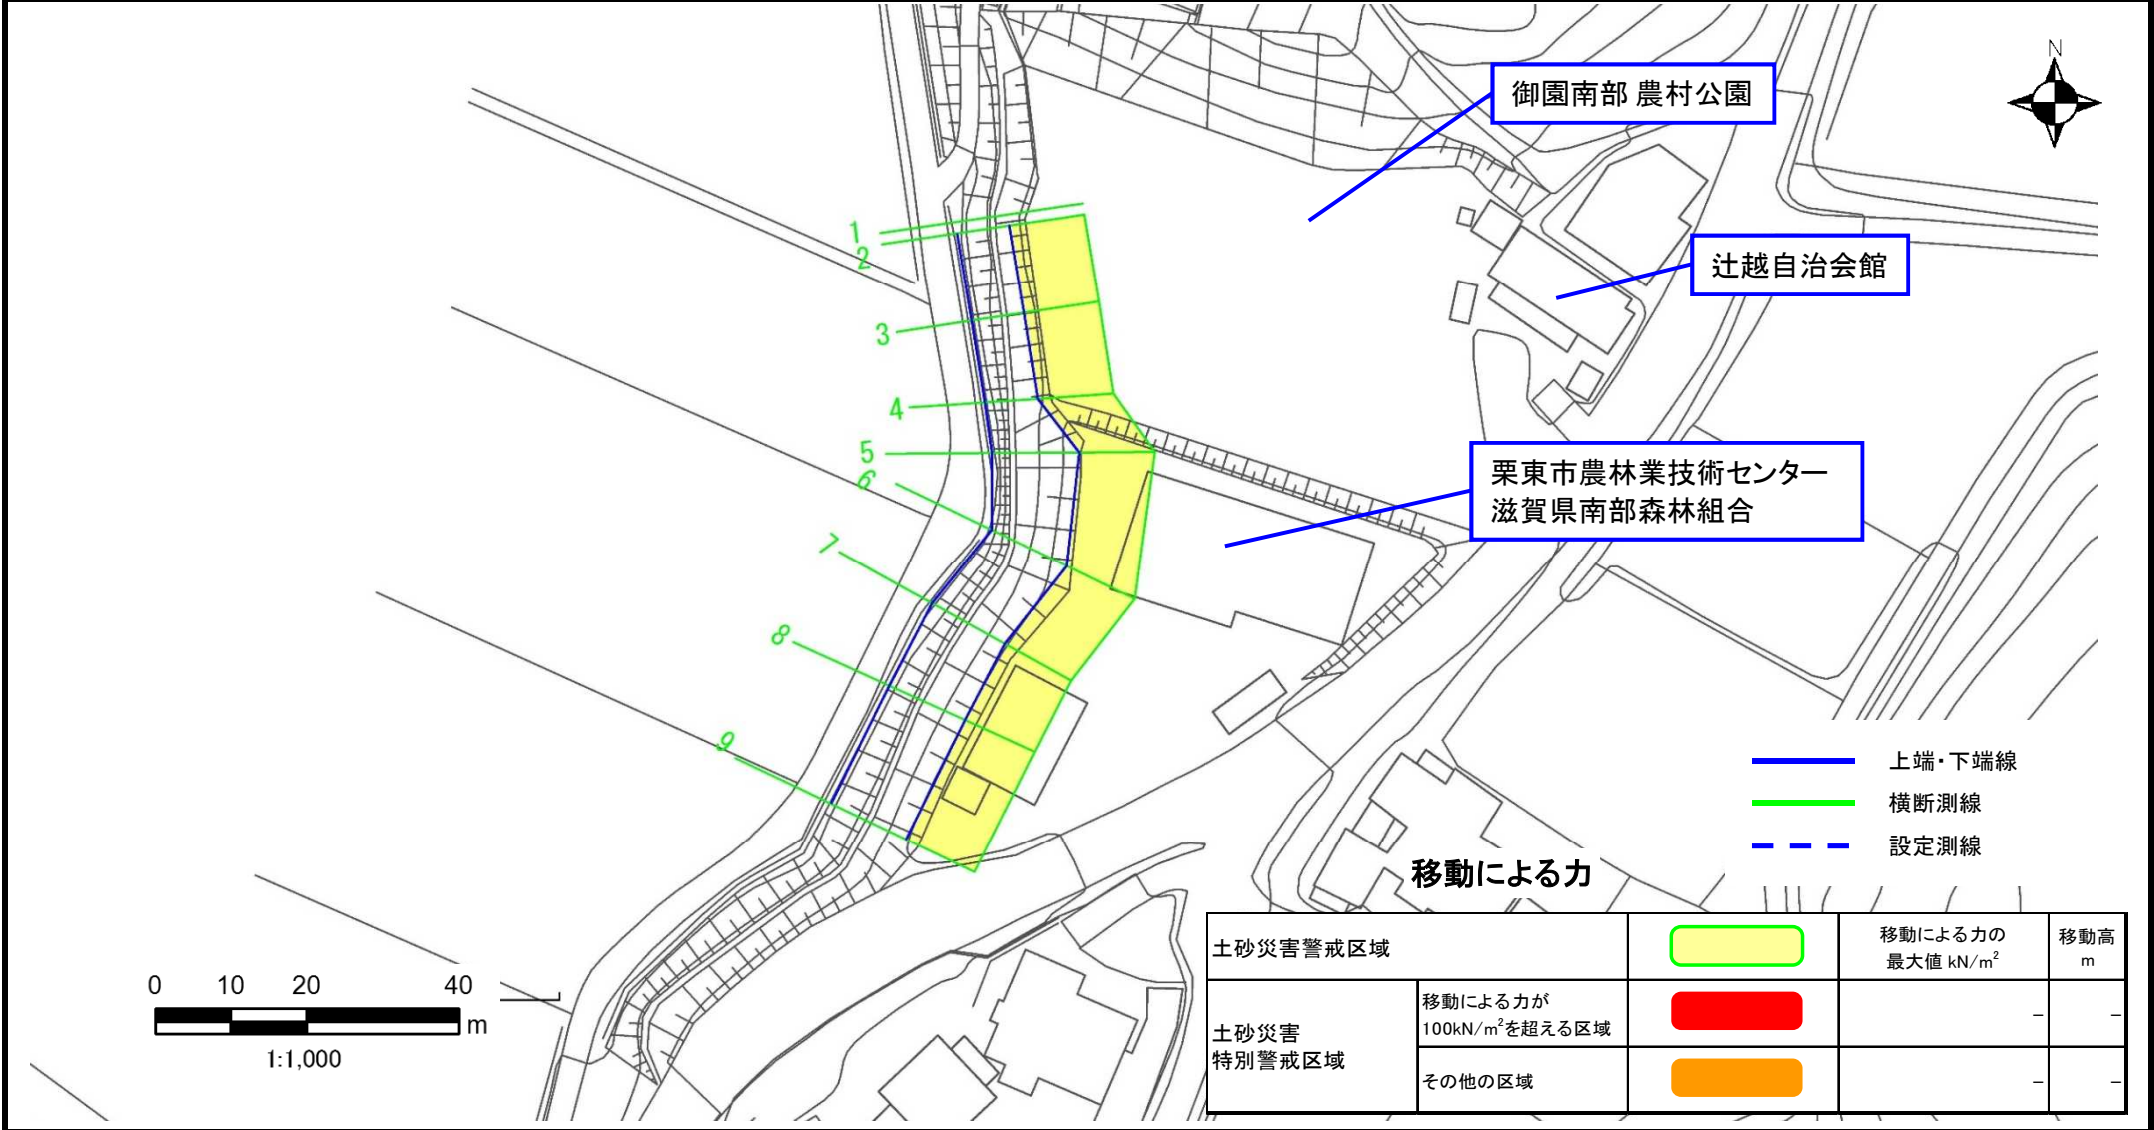 N
御園南部 農村公園
辻越自治会館
1
2
3
4
5
6
7
8
9
栗東市農林業技術センター
滋賀県南部森林組合
上端・下端線
横断測線
設定測線
移動による力
土砂災害警戒区域
移動による力の
最大値 kN/m²
移動高
m
土砂災害
特別警戒区域
移動による力が
100kN/m²を超える区域
－ －
その他の区域
－ －
0 10 20 40
m
1:1,000